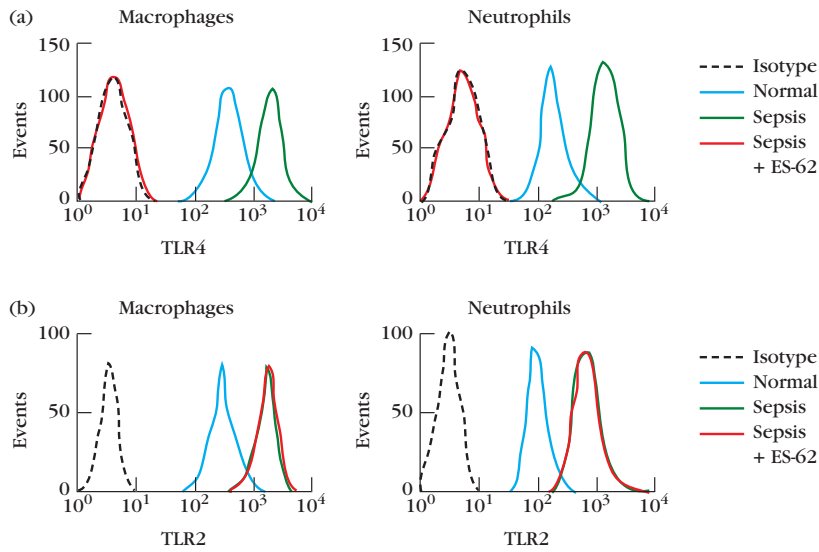 (a)
Macrophages
Neutrophils
150
100
50
0
Events
10^0
10^1
10^2
10^3
10^4
TLR4
150
100
50
0
Events
10^0
10^1
10^2
10^3
10^4
TLR4
Isotype
Normal
Sepsis
Sepsis
+ ES-62
(b)
Macrophages
Neutrophils
100
50
0
Events
10^0
10^1
10^2
10^3
10^4
TLR2
100
50
0
Events
10^0
10^1
10^2
10^3
10^4
TLR2
Isotype
Normal
Sepsis
Sepsis
+ ES-62